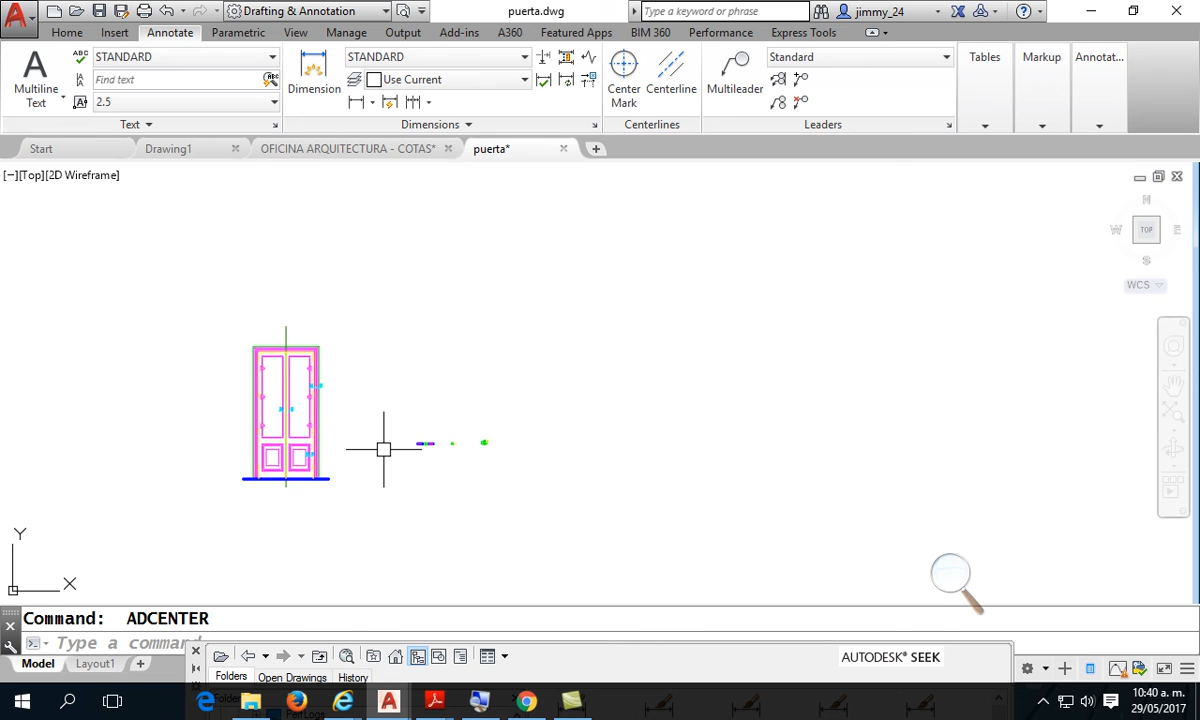 Drafting & Annotation
puerta.dwg
Type a keyword or phrase
jimmy_24
Home Insert Annotate Parametric View Manage Output Add-ins A360 Featured Apps BIM 360 Performance Express Tools
A STANDARD
ABC
STANDARD
Standard
Tables Markup Annotat...
Multiline
Text
Find text
Dimension
Use Current
Center
Mark
Centerline
Multileader
2.5
Text
Dimensions
Centerlines
Leaders
Start Drawing1 OFICINA ARQUITECTURA - COTAS* puerta*
[−][Top][2D Wireframe]
N
W TOP E
S
WCS
Y
X
Command: ADCENTER
Type a command
AUTODESK® SEEK
Model Layout1
Folders Open Drawings History
10:40 a. m.
29/05/2017